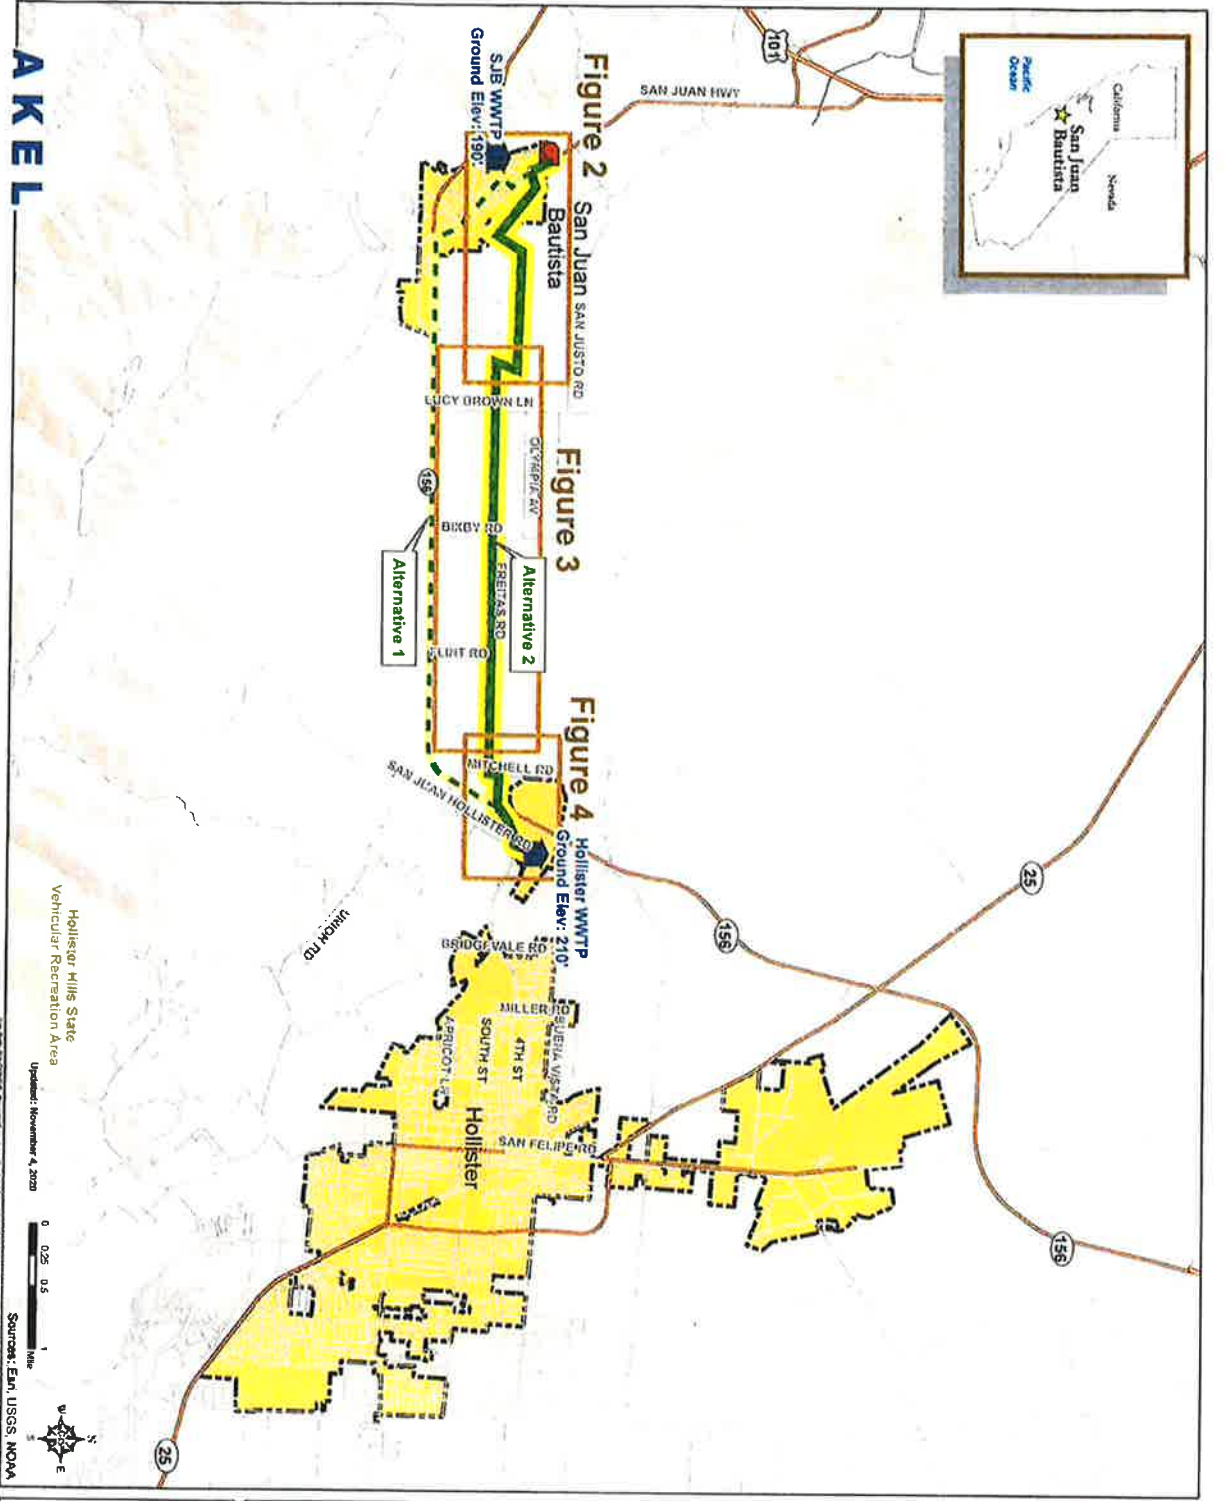 Pacific
Ocean
California
Nevada
San Juan
Bautista
101
SAN JUAN HWY
Figure 2
SJB WWTP
Ground Elev: 190'
San Juan
Bautista
SAN JUSTO RD
LUCY BROWN LN
Figure 3
OLYMPIA AV
156
BIXBY RD
FREITAS RD
Alternative 1
Alternative 2
FLINT RD
Figure 4
MITCHELL RD
SAN JUAN HOLLISTER RD
Hollister WWTP
Ground Elev: 210'
25
156
UNION RD
BRIDGEVALE RD
MILLER RD
BUENA VISTA RD
4TH ST
SOUTH ST
APRICOT LN
Hollister
SAN FELIPE RD
156
25
Hollister Hills State
Vehicular Recreation Area
AKEL
Updated: November 4, 2020
0 0.25 0.5 1
Mile
N
W E
S
Sources: Esri, USGS, NOAA